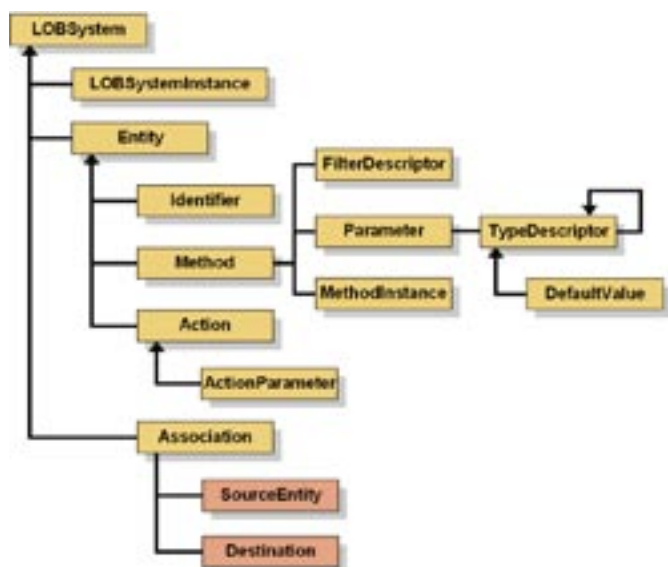 LOBSystem
LOBSystemInstance
Entity
FilterDescriptor
Identifier
Parameter
TypeDescriptor
Method
MethodInstance
DefaultValue
Action
ActionParameter
Association
SourceEntity
Destination